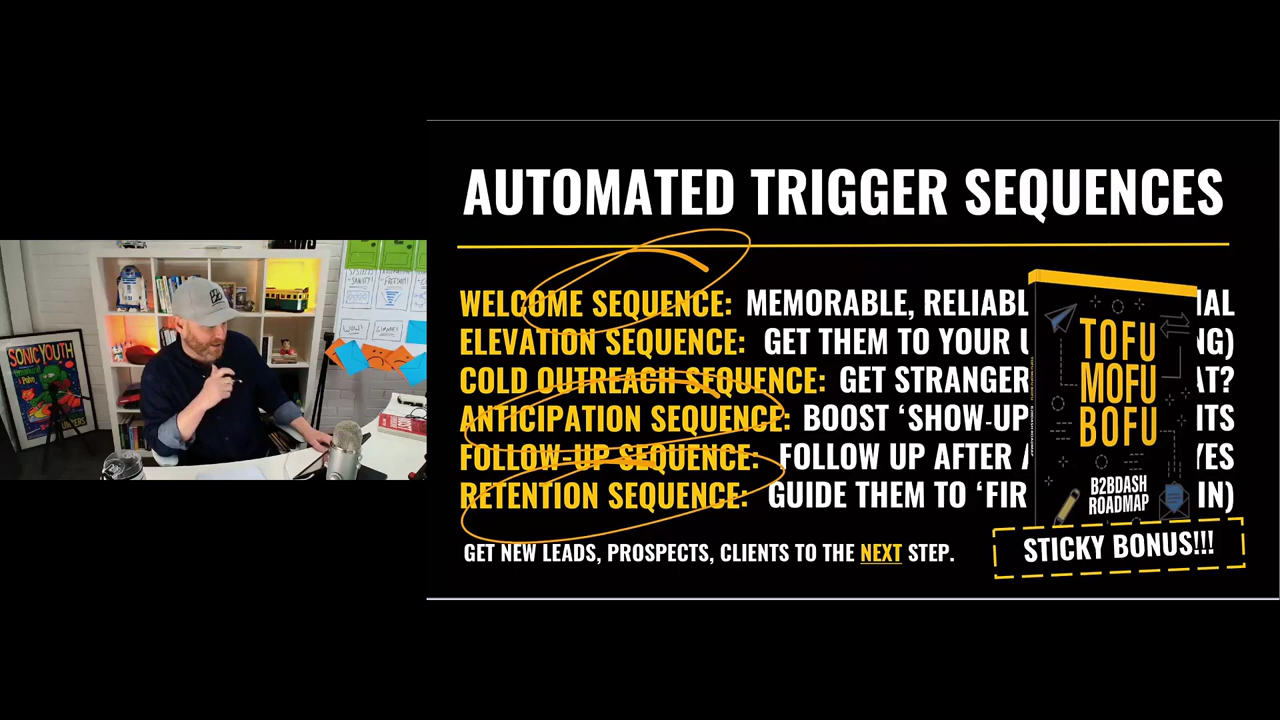 AUTOMATED TRIGGER SEQUENCES
WELCOME SEQUENCE: MEMORABLE, RELIABL
ELEVATION SEQUENCE: GET THEM TO YOUR U NG)
COLD OUTREACH SEQUENCE: GET STRANGER AT?
ANTICIPATION SEQUENCE: BOOST ‘SHOW-UP ITS
FOLLOW-UP SEQUENCE: FOLLOW UP AFTER YES
RETENTION SEQUENCE: GUIDE THEM TO ‘FIR IN)
GET NEW LEADS, PROSPECTS, CLIENTS TO THE NEXT STEP.
TOFU
MOFU
BOFU
B2BDASH
ROADMAP
STICKY BONUS!!!
SONIC YOUTH